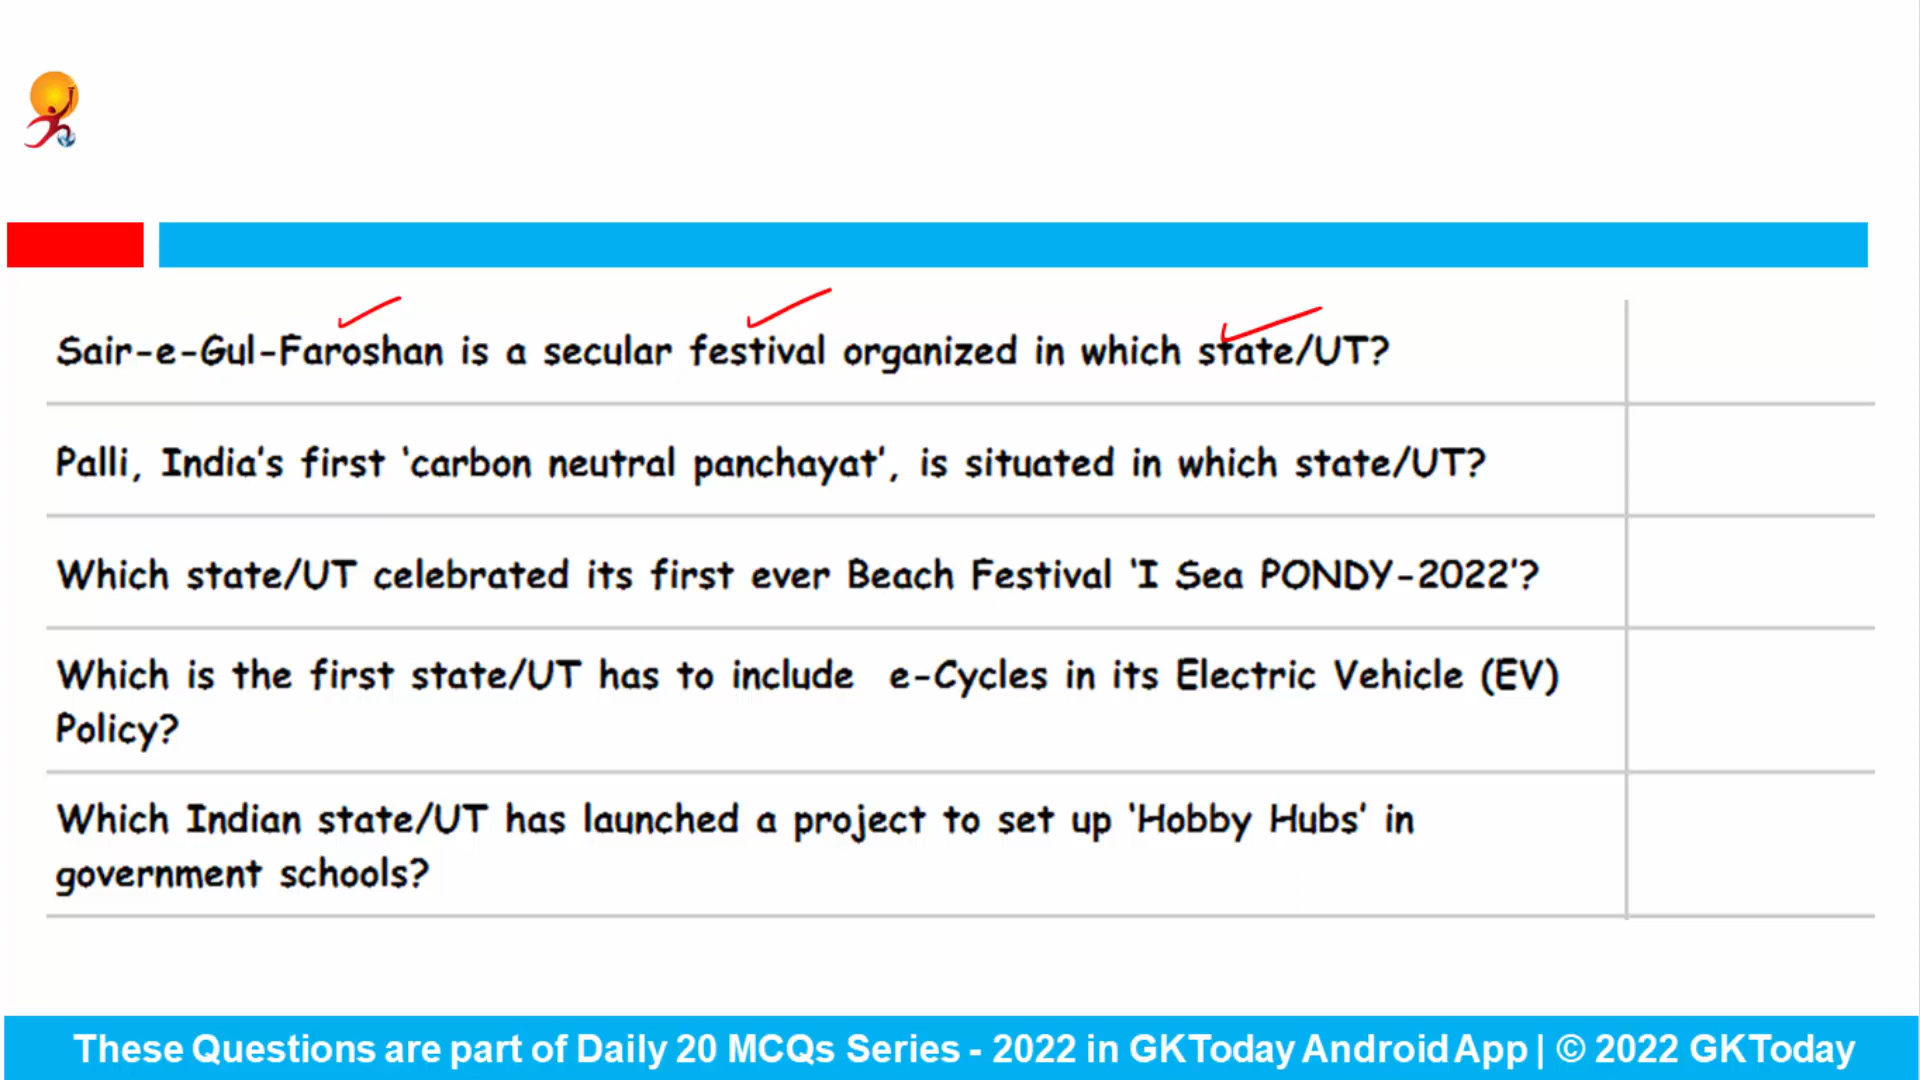 Sair-e-Gul-Faroshan is a secular festival organized in which state/UT?
Palli, India's first 'carbon neutral panchayat', is situated in which state/UT?
Which state/UT celebrated its first ever Beach Festival 'I Sea PONDY-2022'?
Which is the first state/UT has to include e-Cycles in its Electric Vehicle (EV)
Policy?
Which Indian state/UT has launched a project to set up 'Hobby Hubs' in
government schools?
These Questions are part of Daily 20 MCQs Series - 2022 in GKToday Android App | © 2022 GKToday